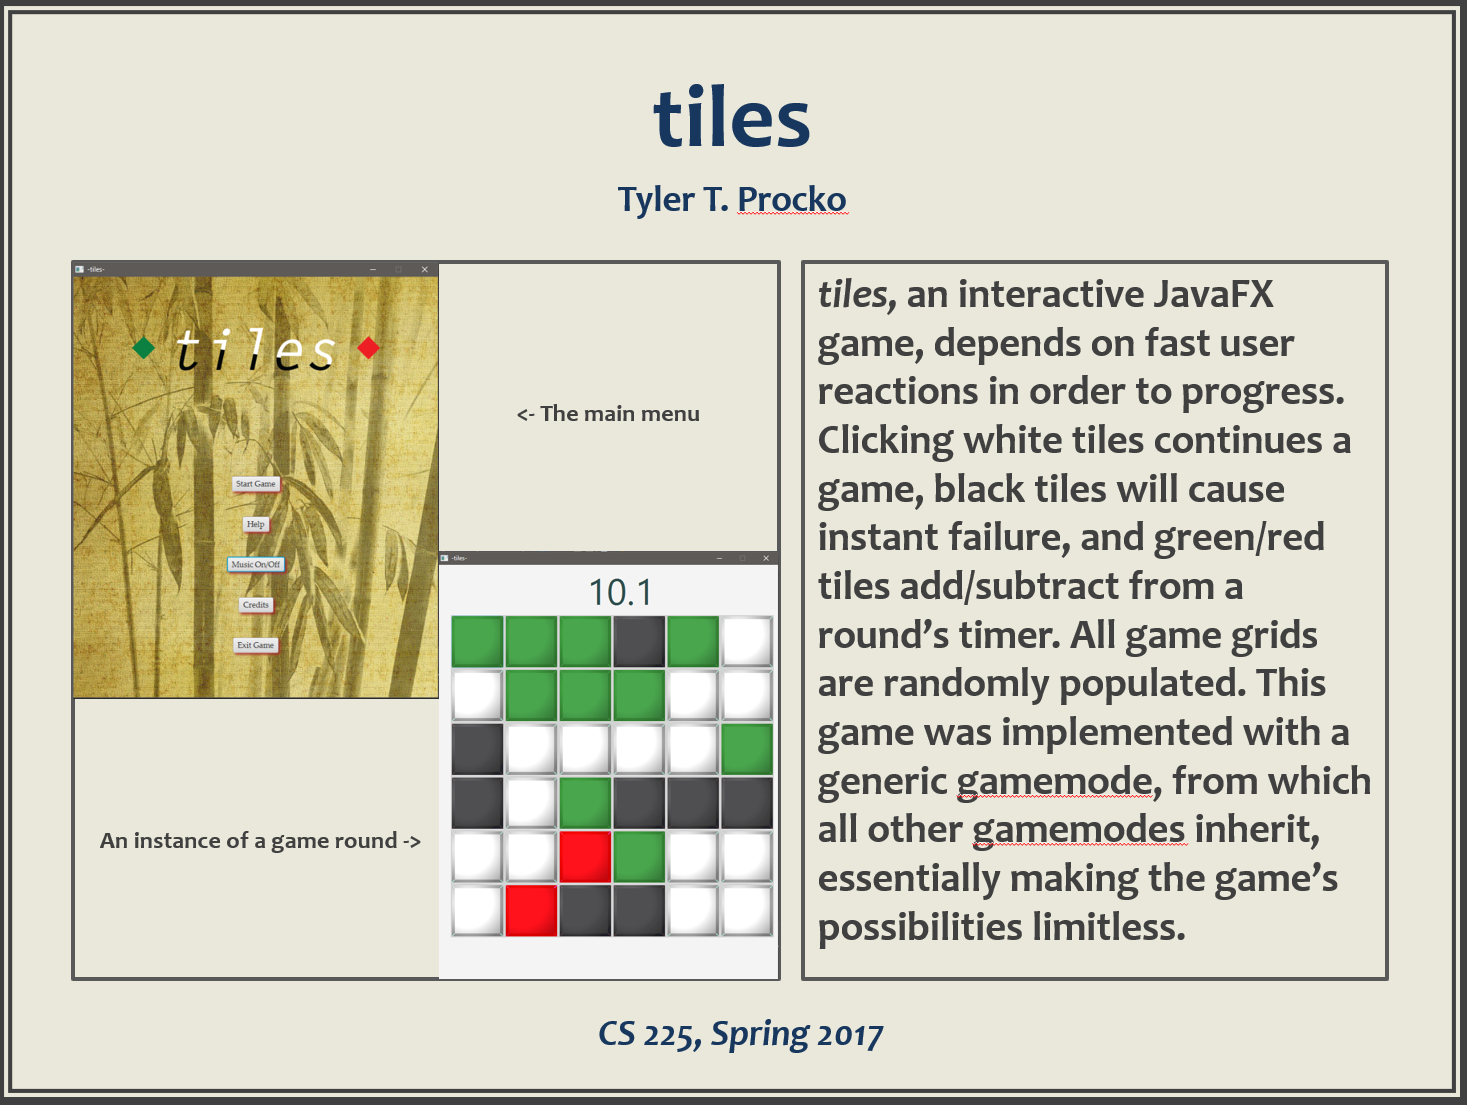 tiles
Tyler T. Procko
-tiles-
tiles
Start Game
Help
Music On/Off
Credits
Exit Game
<- The main menu
An instance of a game round ->
-tiles-
10.1
tiles, an interactive JavaFX
game, depends on fast user
reactions in order to progress.
Clicking white tiles continues a
game, black tiles will cause
instant failure, and green/red
tiles add/subtract from a
round’s timer. All game grids
are randomly populated. This
game was implemented with a
generic gamemode, from which
all other gamemodes inherit,
essentially making the game’s
possibilities limitless.
CS 225, Spring 2017